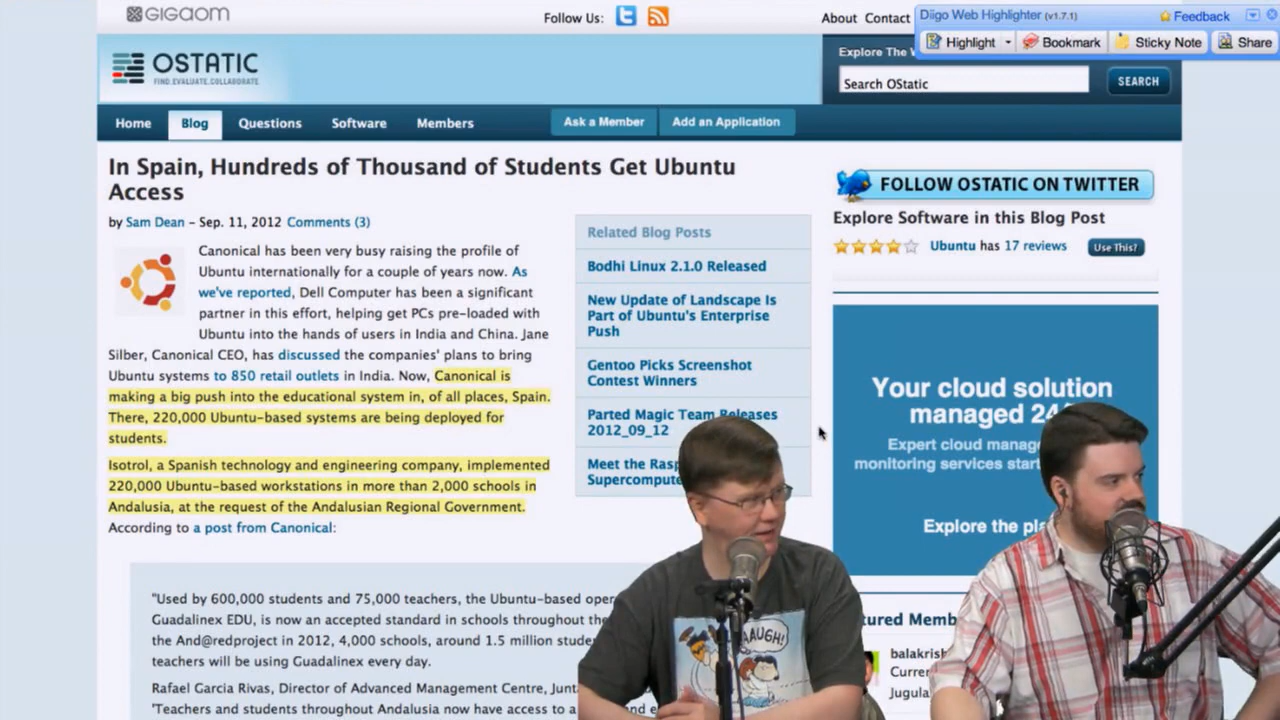 GIGAOM
Follow Us:
About Contact
Diigo Web Highlighter (v1.7.1)
Feedback
Highlight
Bookmark
Sticky Note
Share
OSTATIC
FIND.EVALUATE.COLLABORATE
Explore The
Search OStatic
SEARCH
Home
Blog
Questions
Software
Members
Ask a Member
Add an Application
In Spain, Hundreds of Thousand of Students Get Ubuntu
Access
by Sam Dean - Sep. 11, 2012 Comments (3)
Canonical has been very busy raising the profile of
Ubuntu internationally for a couple of years now. As
we've reported, Dell Computer has been a significant
partner in this effort, helping get PCs pre-loaded with
Ubuntu into the hands of users in India and China. Jane
Silber, Canonical CEO, has discussed the companies' plans to bring
Ubuntu systems to 850 retail outlets in India. Now, Canonical is
making a big push into the educational system in, of all places, Spain.
There, 220,000 Ubuntu-based systems are being deployed for
students.
Isotrol, a Spanish technology and engineering company, implemented
220,000 Ubuntu-based workstations in more than 2,000 schools in
Andalusia, at the request of the Andalusian Regional Government.
According to a post from Canonical:
"Used by 600,000 students and 75,000 teachers, the Ubuntu-based
Guadalinex EDU, is now an accepted standard in schools throughout
the And@redproject in 2012, 4,000 schools, around 1.5 million
teachers will be using Guadalinex every day.
Rafael Garcia Rivas, Director of Advanced Management Centre,
'Teachers and students throughout Andalusia now have access to a
Related Blog Posts
Bodhi Linux 2.1.0 Released
New Update of Landscape Is
Part of Ubuntu's Enterprise
Push
Gentoo Picks Screenshot
Contest Winners
Parted Magic Team Releases
2012_09_12
Meet the
FOLLOW OSTATIC ON TWITTER
Explore Software in this Blog Post
Ubuntu has 17 reviews
Use This?
Your cloud solution
managed
Expert cloud
monitoring services
Explore the
AAUGH!